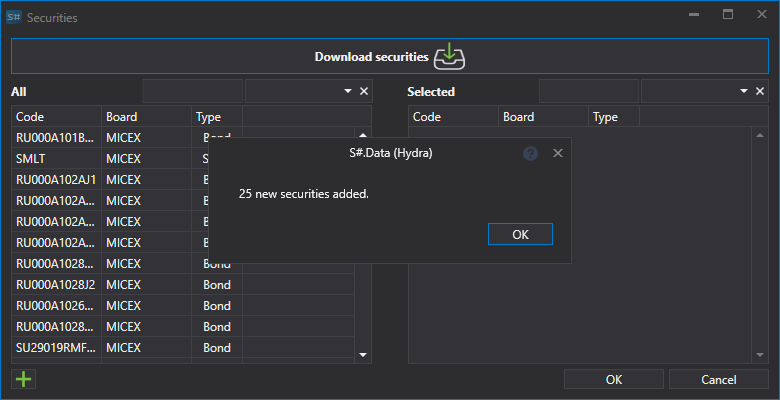 S# Securities
Download securities
All
Selected
Code Board Type
Code Board Type
RU000A101B... MICEX Bond
SMLT MICEX S
RU000A102AJ1 MICEX B
RU000A102A... MICEX B
RU000A102A... MICEX B
RU000A102A... MICEX B
RU000A1028... MICEX Bond
RU000A1028J2 MICEX Bond
RU000A1026... MICEX Bond
RU000A1028... MICEX Bond
SU29019RMF... MICEX Bond
S#.Data (Hydra)
?
25 new securities added.
OK
OK Cancel